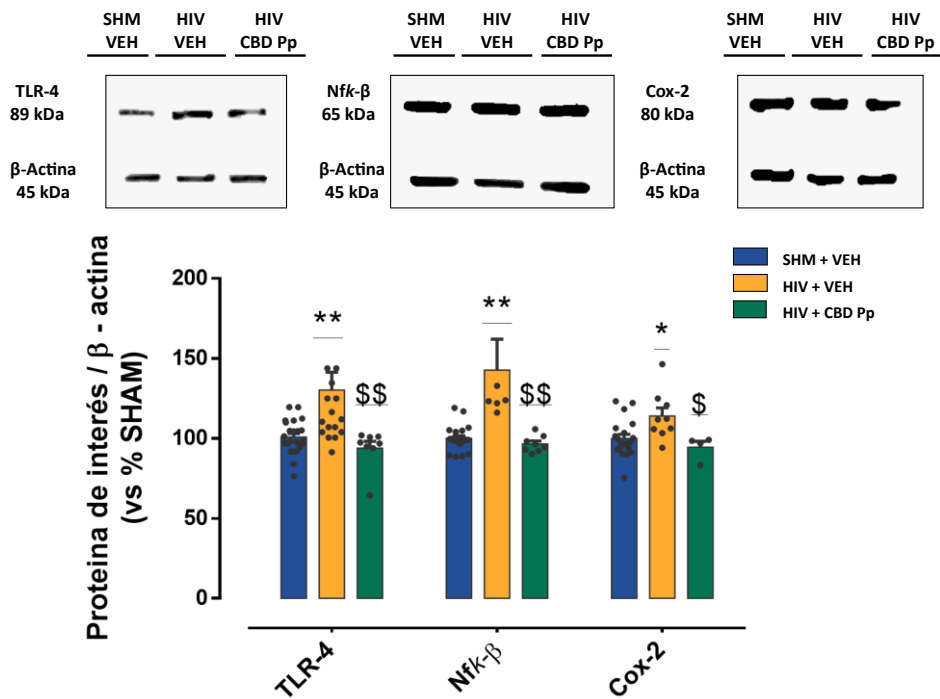 SHM HIV HIV
VEH VEH CBD Pp
SHM HIV HIV
VEH VEH CBD Pp
SHM HIV HIV
VEH VEH CBD Pp
TLR-4
89 kDa
β-Actina
45 kDa
Nfk-β
65 kDa
β-Actina
45 kDa
Cox-2
80 kDa
β-Actina
45 kDa
SHM + VEH
HIV + VEH
HIV + CBD Pp
Proteina de interés / β - actina
(vs % SHAM)
200
150
100
50
0
**
$$
**
$$
*
$
TLR-4
Nfk-β
Cox-2